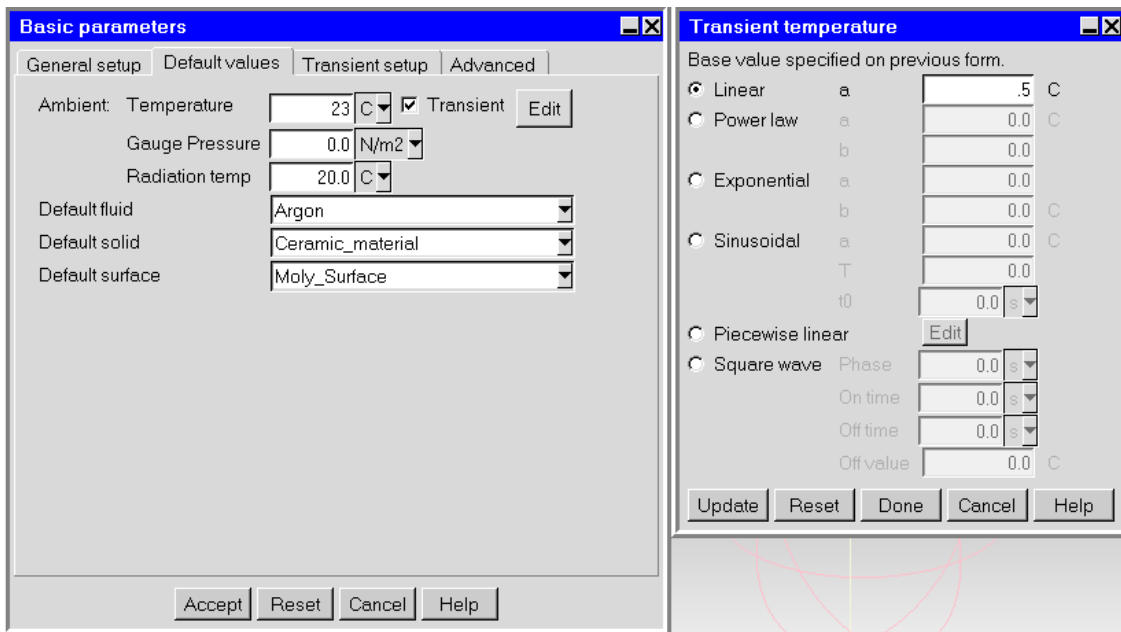 Basic parameters
General setup Default values Transient setup Advanced
Ambient: Temperature 23 C Transient Edit
Gauge Pressure 0.0 N/m2
Radiation temp 20.0 C
Default fluid Argon
Default solid Ceramic_material
Default surface Moly_Surface
Accept Reset Cancel Help
Transient temperature
Base value specified on previous form.
Linear a .5 C
Power law a 0.0 C
b 0.0
Exponential a 0.0
b 0.0 C
Sinusoidal a 0.0 C
T 0.0
t0 0.0 s
Piecewise linear Edit
Square wave Phase 0.0 s
On time 0.0 s
Off time 0.0 s
Off value 0.0 C
Update Reset Done Cancel Help